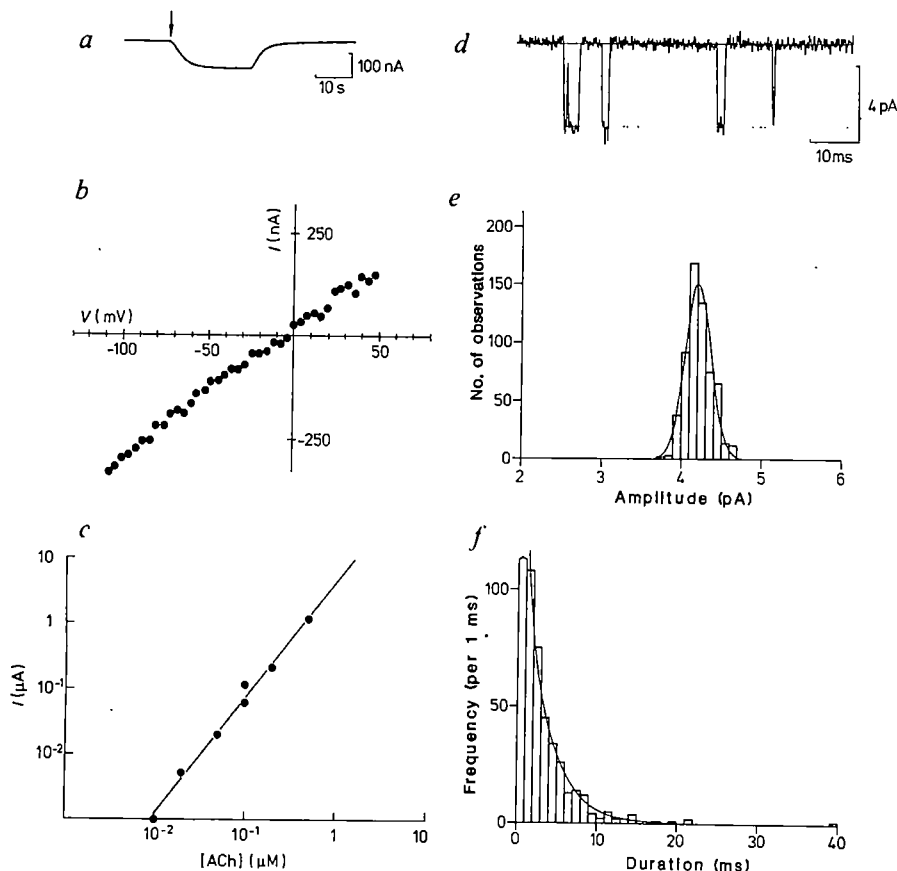 a
100 nA
10 s
b
I (nA)
250
V (mV)
-100
-50
50
-250
c
10
1
10⁻¹
10⁻²
I (μA)
10⁻²
10⁻¹
1
10
[ACh] (μM)
d
4 pA
10 ms
e
200
150
100
50
0
No. of observations
2
3
4
5
6
Amplitude (pA)
f
100
50
0
Frequency (per 1 ms)
0
10
20
30
40
Duration (ms)